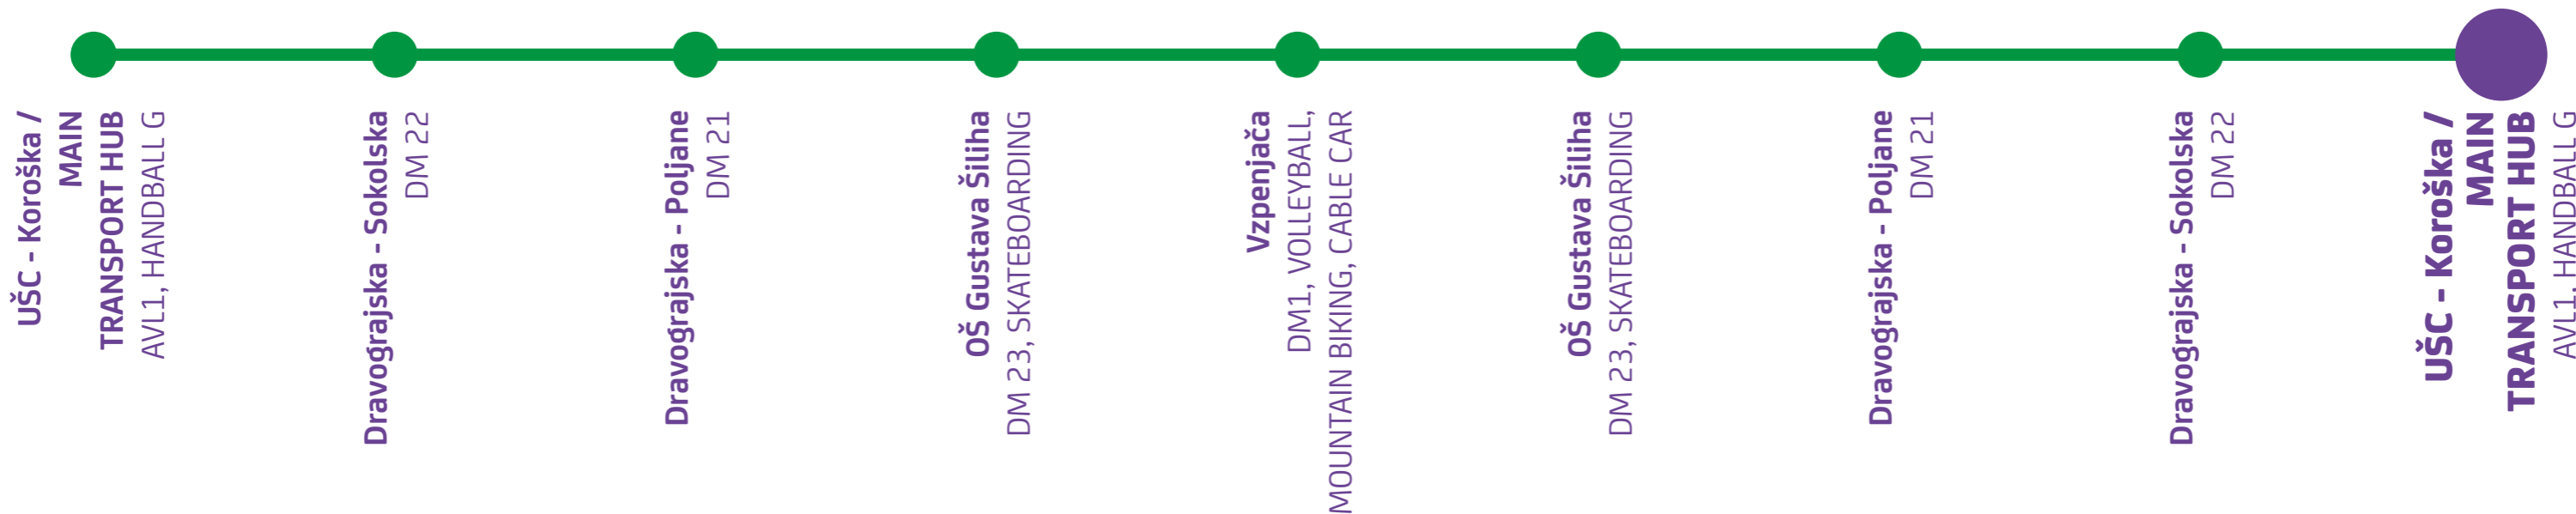 UŠC - Koroška /
MAIN
TRANSPORT HUB
AVL1, HANDBALL G
Dravograjska - Sokolska
DM 22
Dravograjska - Poljane
DM 21
OŠ Gustava Šiliha
DM 23, SKATEBOARDING
Vzpenjača
DM1, VOLLEYBALL,
MOUNTAIN BIKING, CABLE CAR
OŠ Gustava Šiliha
DM 23, SKATEBOARDING
Dravograjska - Poljane
DM 21
Dravograjska - Sokolska
DM 22
UŠC - Koroška /
MAIN
TRANSPORT HUB
AVL1, HANDBALL G